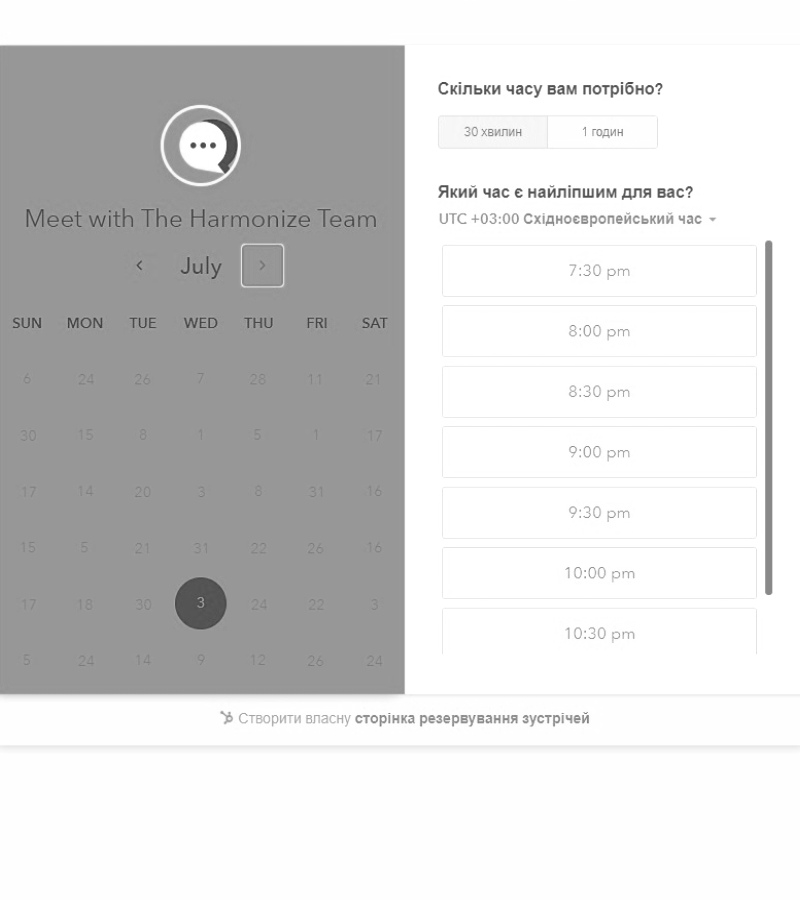 Meet with The Harmonize Team
July
SUN MON TUE WED THU FRI SAT
6 24 26 7 28 11 21
30 15 8 1 5 1 17
17 14 20 3 8 31 16
15 5 21 31 22 26 16
17 18 30 3 24 22 3
5 24 14 9 12 26 24
Скільки часу вам потрібно?
30 хвилин 1 годин
Який час є найліпшим для вас?
UTC +03:00 Східноєвропейський час
7:30 pm
8:00 pm
8:30 pm
9:00 pm
9:30 pm
10:00 pm
10:30 pm
Створити власну сторінка резервування зустрічей